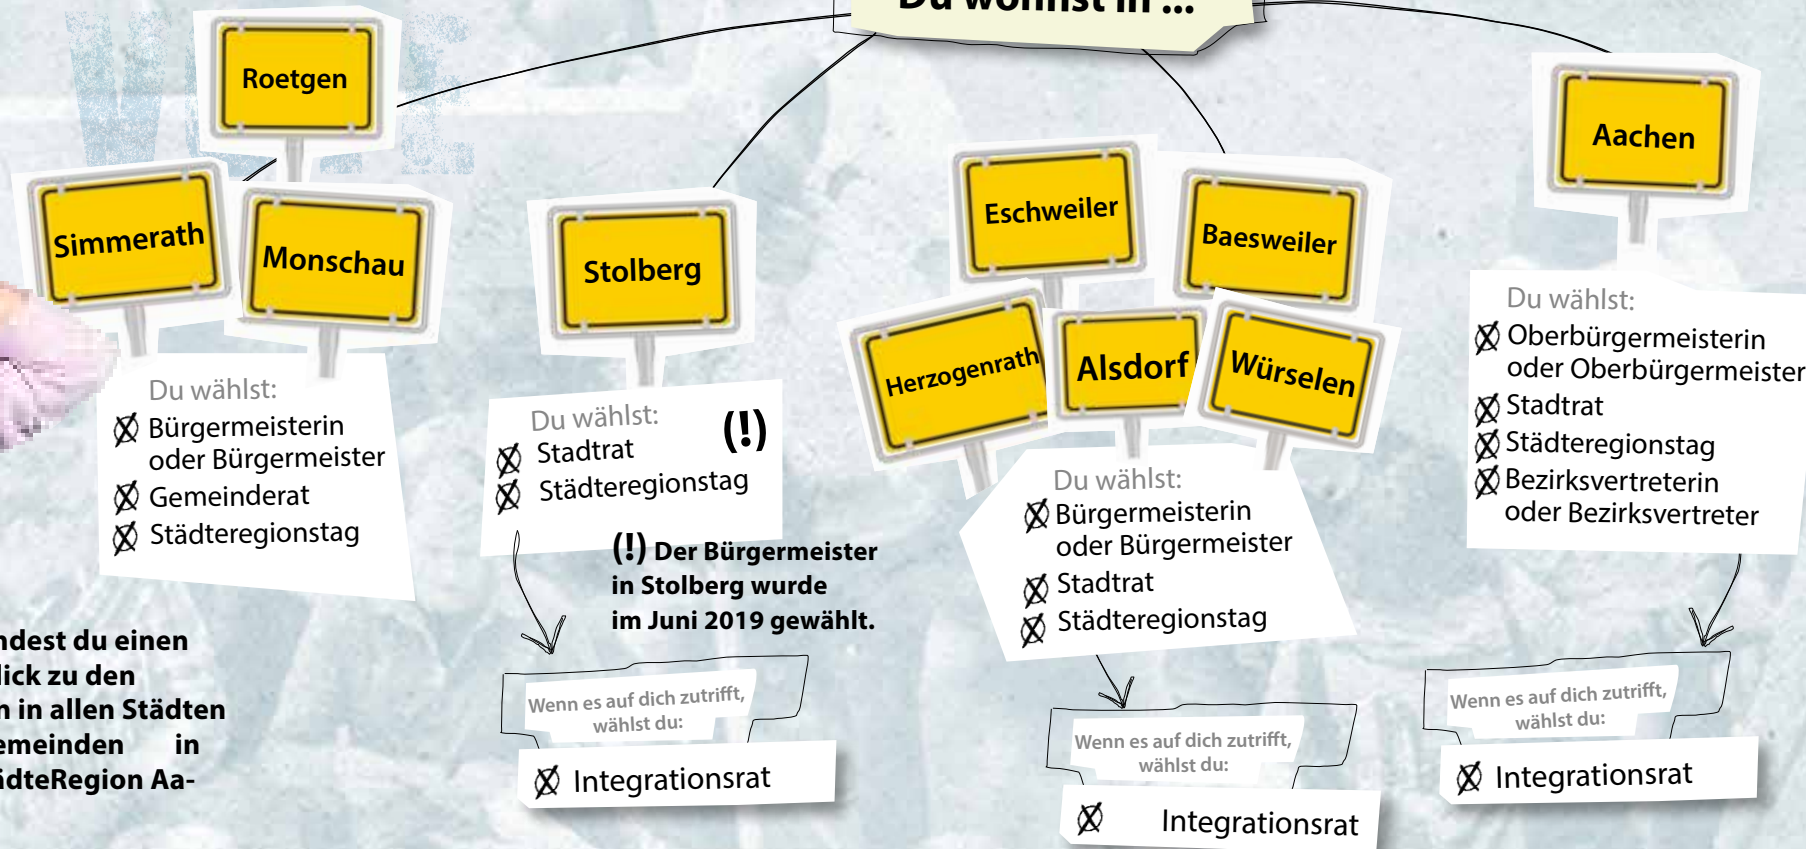 Du wohnst in ...
VOTE
Roetgen
Simmerath
Monschau
Du wählst:
Bürgermeisterin
oder Bürgermeister
Gemeinderat
Städteregionstag
Stolberg
Du wählst:
(!)
Stadtrat
Städteregionstag
(!) Der Bürgermeister
in Stolberg wurde
im Juni 2019 gewählt.
Wenn es auf dich zutrifft,
wählst du:
Integrationsrat
Eschweiler
Baesweiler
Herzogenrath
Alsdorf
Würselen
Du wählst:
Bürgermeisterin
oder Bürgermeister
Stadtrat
Städteregionstag
Wenn es auf dich zutrifft,
wählst du:
Integrationsrat
Aachen
Du wählst:
Oberbürgermeisterin
oder Oberbürgermeister
Stadtrat
Städteregionstag
Bezirksvertreterin
oder Bezirksvertreter
Wenn es auf dich zutrifft,
wählst du:
Integrationsrat
ndest du einen
lick zu den
n in allen Städten
emeinden in
ädteRegion Aa-